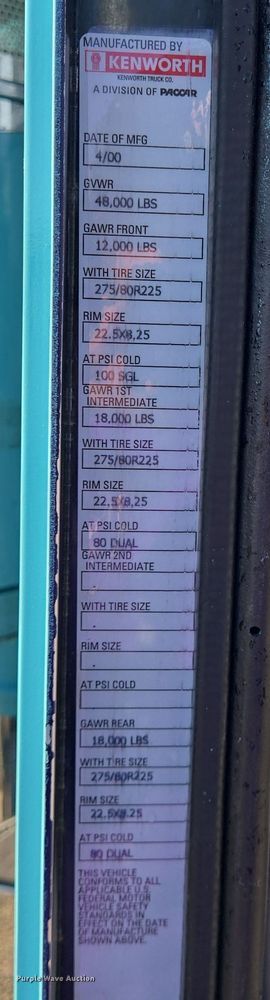 MANUFACTURED BY
KENWORTH
KENWORTH TRUCK CO.
A DIVISION OF PACCAR
DATE OF MFG
4/00
GVWR
48,000 LBS
GAWR FRONT
12,000 LBS
WITH TIRE SIZE
275/80R225
RIM SIZE
22.5X8.25
AT PSI COLD
100 SGL
GAWR 1ST
INTERMEDIATE
18,000 LBS
WITH TIRE SIZE
275/80R225
RIM SIZE
22.5X8.25
AT PSI COLD
80 DUAL
GAWR 2ND
INTERMEDIATE
.
WITH TIRE SIZE
.
RIM SIZE
.
AT PSI COLD
GAWR REAR
18,000 LBS
WITH TIRE SIZE
275/80R225
RIM SIZE
22.5X8.25
AT PSI COLD
80 DUAL
THIS VEHICLE
CONFORMS TO ALL
APPLICABLE U.S.
FEDERAL MOTOR
VEHICLE SAFETY
STANDARDS IN
EFFECT ON THE DATE
OF MANUFACTURE
SHOWN ABOVE.
Purple Wave Auction